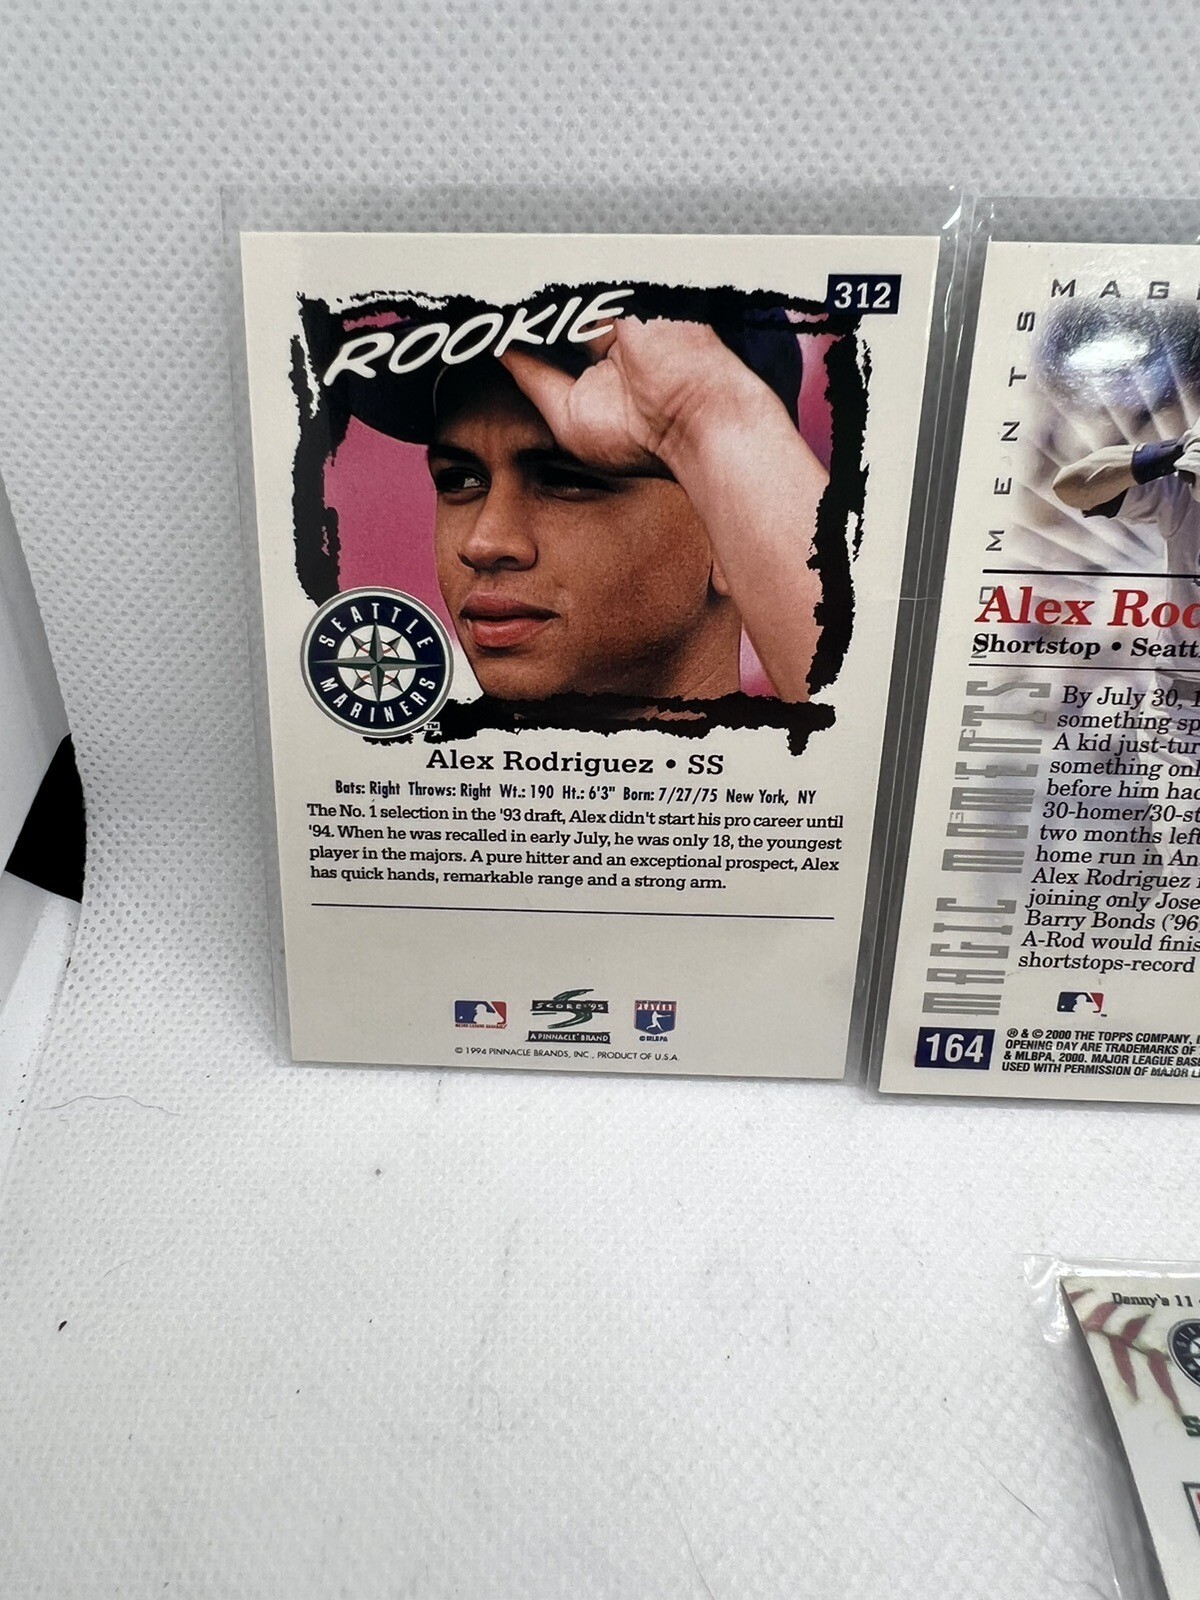 ROOKIE
312
SEATTLE
MARINERS
TM
Alex Rodriguez • SS
Bats: Right Throws: Right Wt.: 190 Ht.: 6'3" Born: 7/27/75 New York, NY
The No. 1 selection in the '93 draft, Alex didn't start his pro career until
'94. When he was recalled in early July, he was only 18, the youngest
player in the majors. A pure hitter and an exceptional prospect, Alex
has quick hands, remarkable range and a strong arm.
SCORE '95
A PINNACLE BRAND
© MLBPA
© 1994 PINNACLE BRANDS, INC., PRODUCT OF U.S.A.
MAG
MOMENTS
Alex Rod
Shortstop • Seatt
MAGIC MOMENTS
By July 30, 1
something sp
A kid just-tur
something onl
before him had
30-homer/30-st
two months left
home run in An
Alex Rodriguez
joining only Jose
Barry Bonds ('96
A-Rod would finis
shortstops-record
164
® & © 2000 THE TOPPS COMPANY, I
OPENING DAY ARE TRADEMARKS OF
& MLBPA, 2000. MAJOR LEAGUE BAS
USED WITH PERMISSION OF MAJOR L
Danny's 11
S